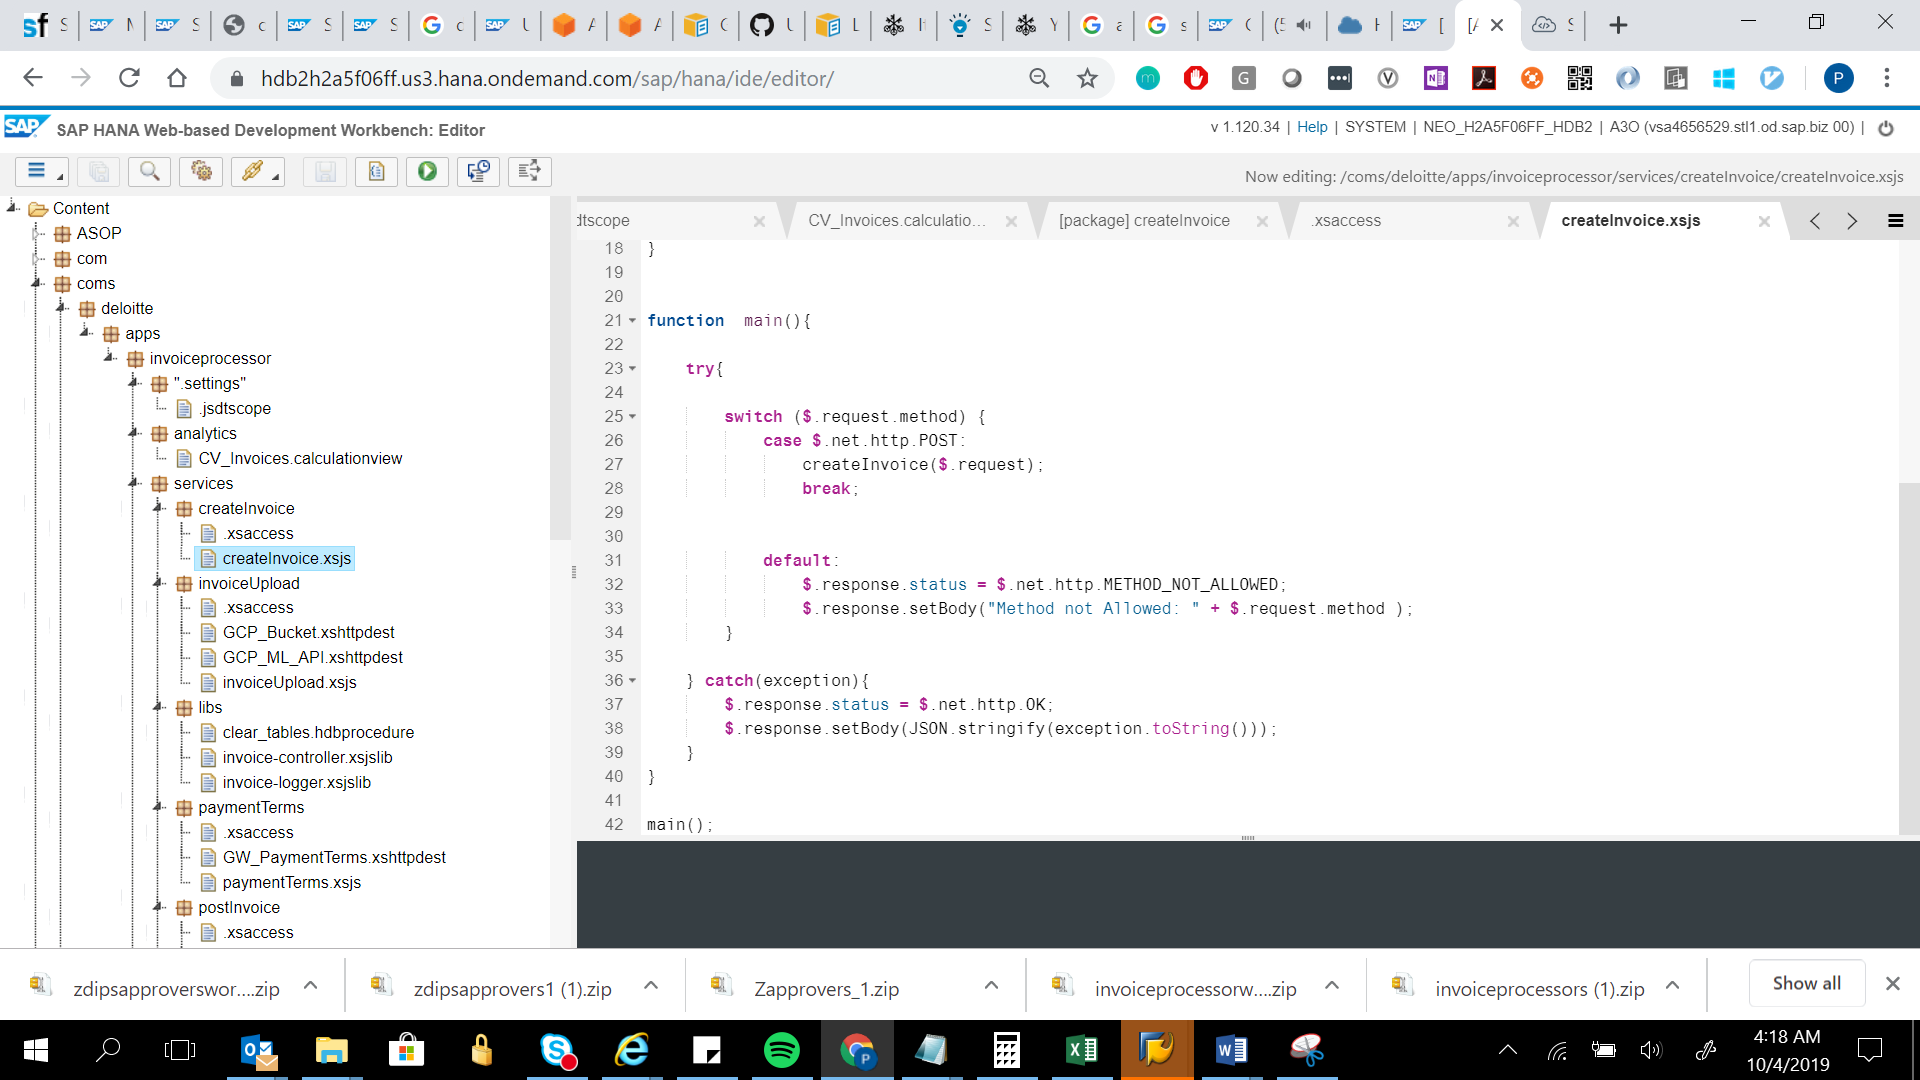 hdb2h2a5f06ff.us3.hana.ondemand.com/sap/hana/ide/editor/
SAP SAP HANA Web-based Development Workbench: Editor
v 1.120.34 | Help | SYSTEM | NEO_H2A5F06FF_HDB2 | A3O (vsa4656529.stl1.od.sap.biz 00) |
Now editing: /coms/deloitte/apps/invoiceprocessor/services/createInvoice/createInvoice.xsjs
Content
ASOP
com
coms
deloitte
apps
invoiceprocessor
".settings"
.jsdtscope
analytics
CV_Invoices.calculationview
services
createInvoice
.xsaccess
createInvoice.xsjs
invoiceUpload
.xsaccess
GCP_Bucket.xshttpdest
GCP_ML_API.xshttpdest
invoiceUpload.xsjs
libs
clear_tables.hdbprocedure
invoice-controller.xsjslib
invoice-logger.xsjslib
paymentTerms
.xsaccess
GW_PaymentTerms.xshttpdest
paymentTerms.xsjs
postInvoice
.xsaccess
dtscope CV_Invoices.calculatio... [package] createInvoice .xsaccess createInvoice.xsjs
18 }
19
20
21 function  main(){
22
23 try{
24
25 switch ($.request.method) {
26 case $.net.http.POST:
27 createInvoice($.request);
28 break;
29
30
31 default:
32 $.response.status = $.net.http.METHOD_NOT_ALLOWED;
33 $.response.setBody("Method not Allowed: " + $.request.method );
34 }
35
36 } catch(exception){
37 $.response.status = $.net.http.OK;
38 $.response.setBody(JSON.stringify(exception.toString()));
39 }
40 }
41
42 main();
zdipsapproverswor....zip zdipsapprovers1 (1).zip Zapprovers_1.zip invoiceprocessorw....zip invoiceprocessors (1).zip Show all
4:18 AM
10/4/2019